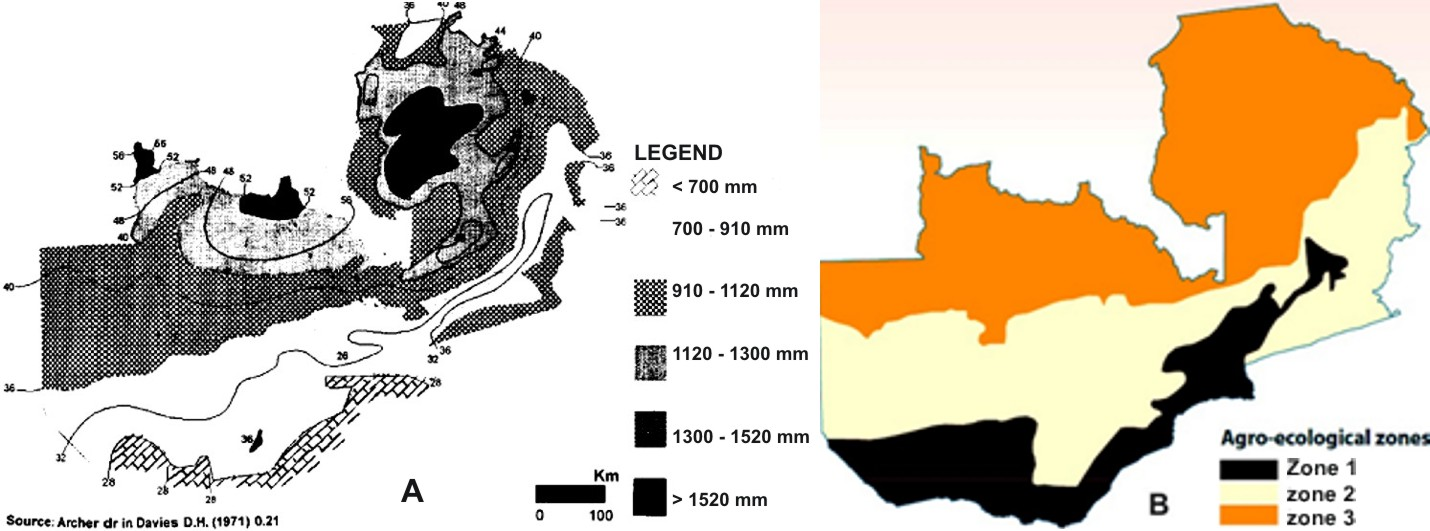 36
40
48
44
40
56
56
52
52
48
48
52
52
56
48
40
36
36
36
36
40
36
26
32
36
28
36
32
28
28
28
LEGEND
< 700 mm
700 - 910 mm
910 - 1120 mm
1120 - 1300 mm
1300 - 1520 mm
> 1520 mm
Km
0 100
A
Source: Archer dr in Davies D.H. (1971) 0.21
Agro-ecological zones
Zone 1
zone 2
zone 3
B